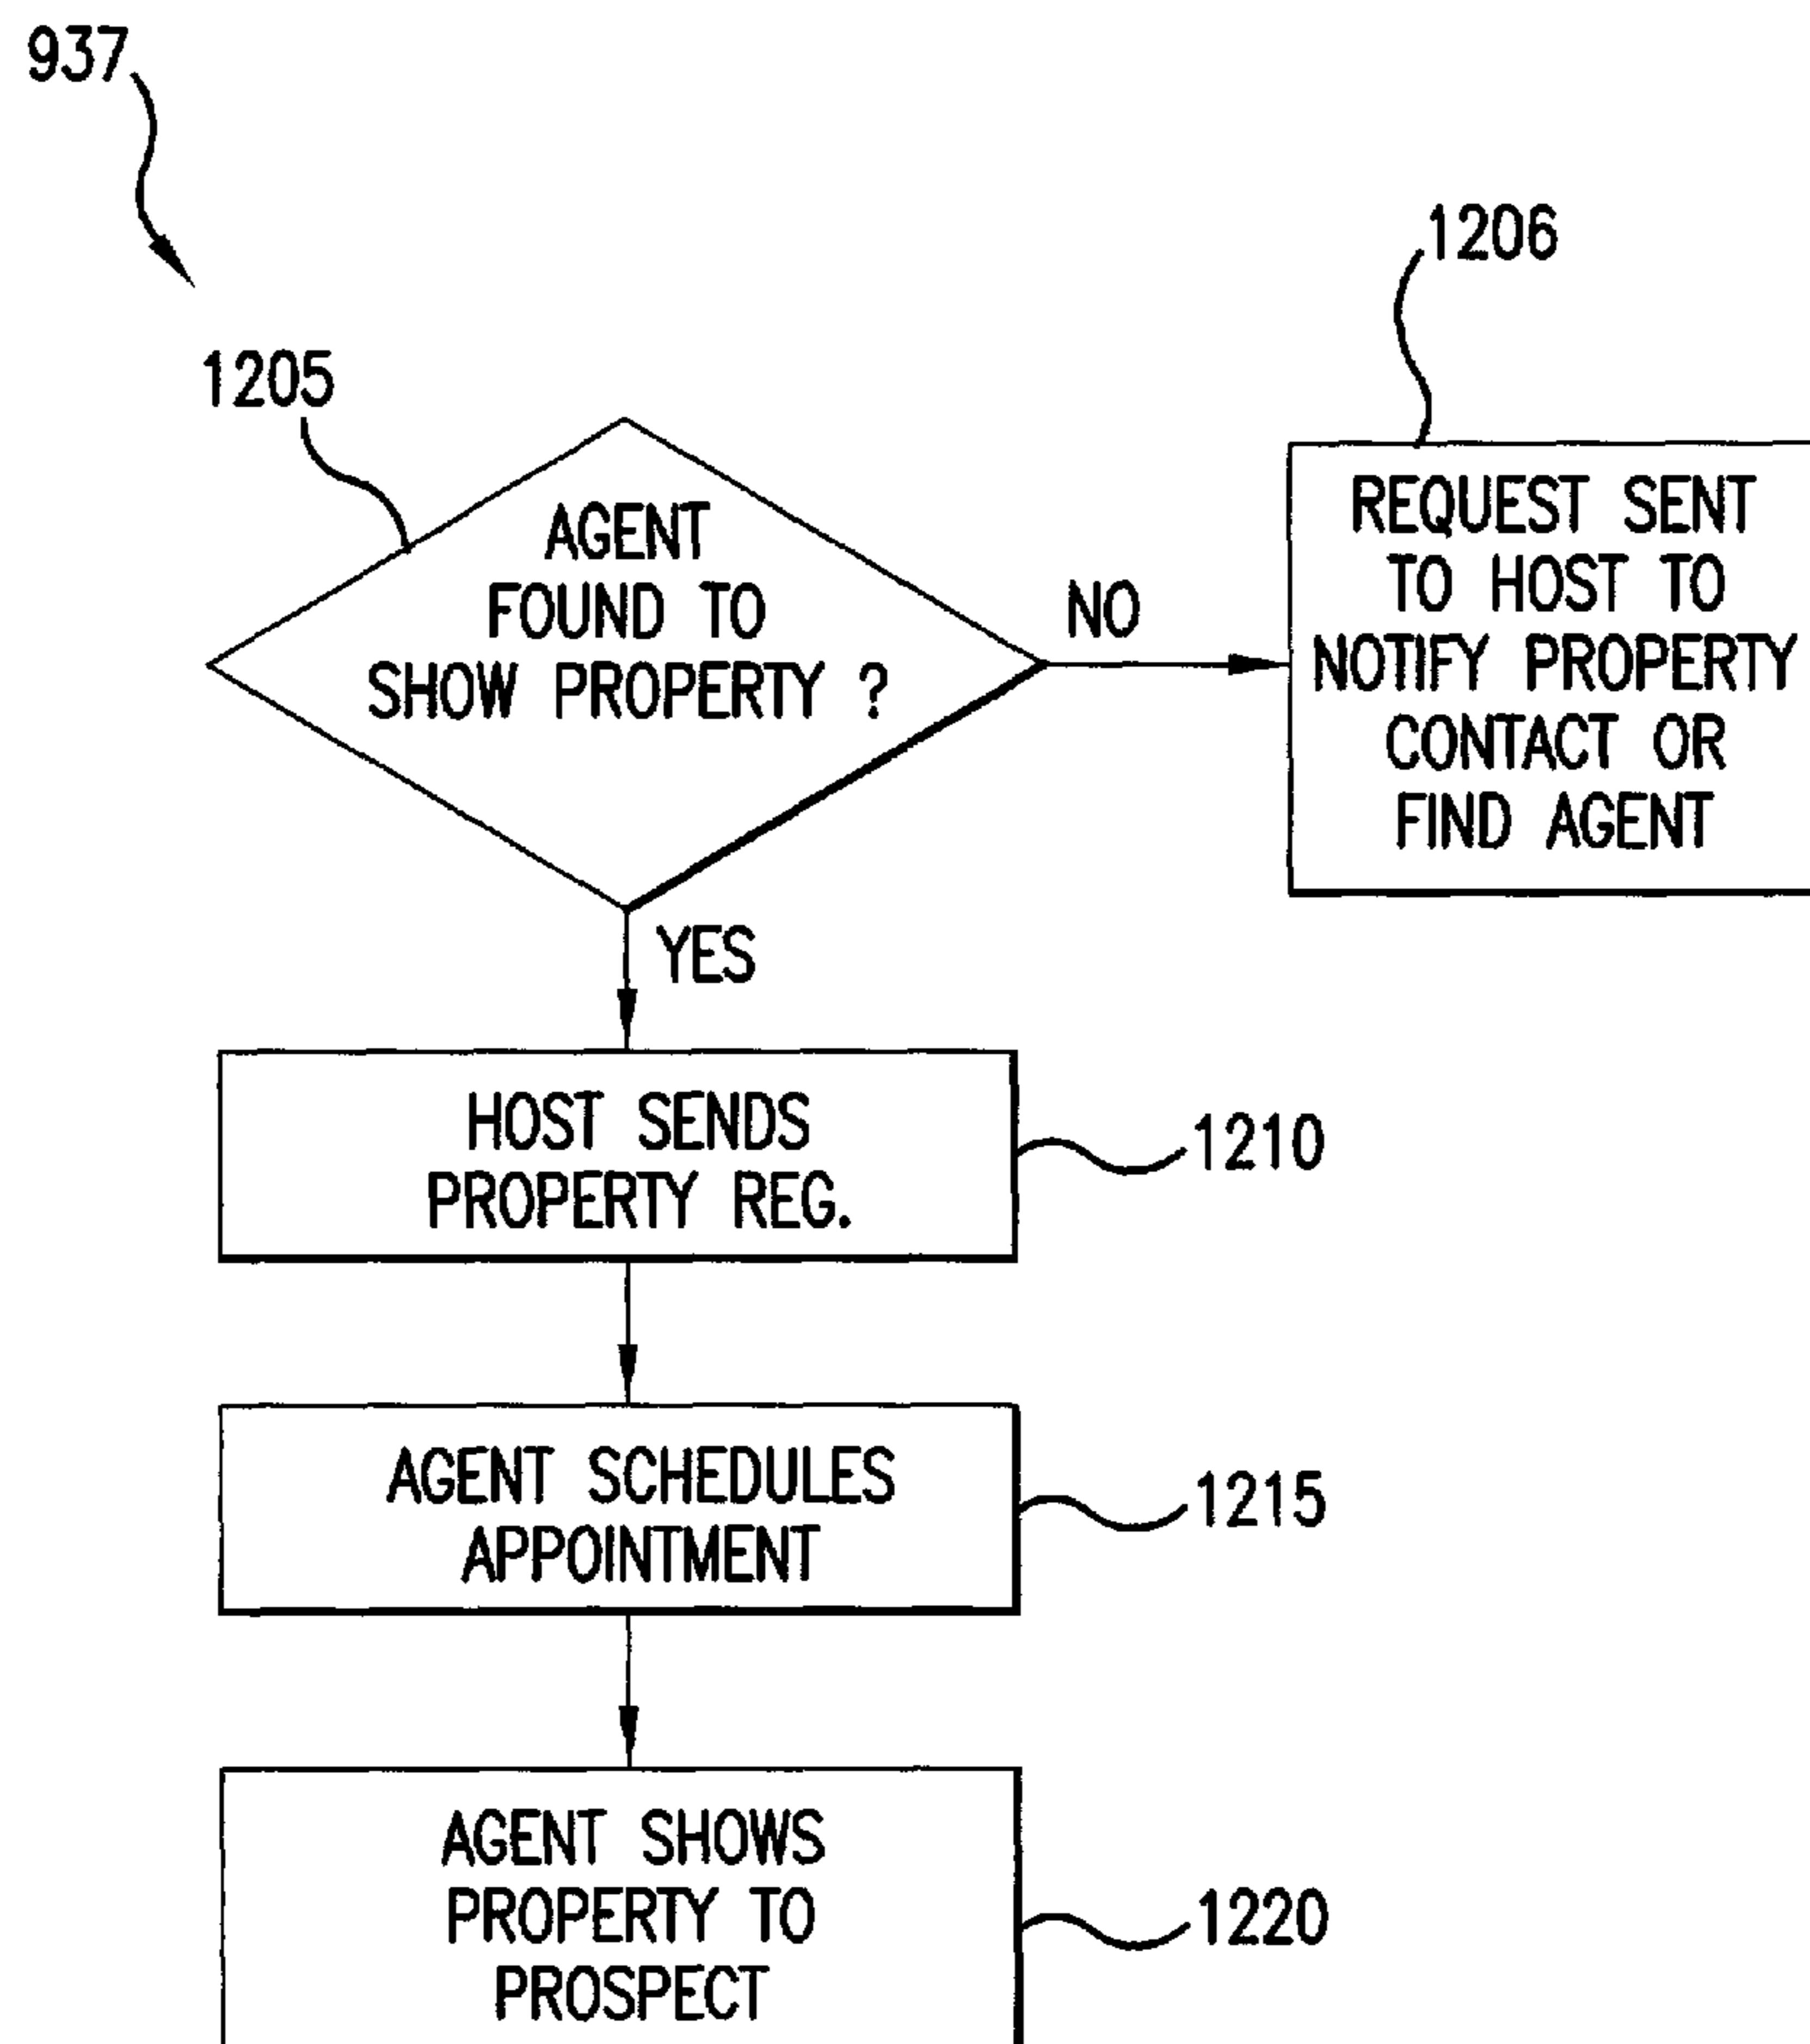 937
1206
1205
AGENT
FOUND TO
SHOW PROPERTY ?
NO
REQUEST SENT
TO HOST TO
NOTIFY PROPERTY
CONTACT OR
FIND AGENT
YES
HOST SENDS
PROPERTY REG.
1210
AGENT SCHEDULES
APPOINTMENT
1215
AGENT SHOWS
PROPERTY TO
PROSPECT
1220